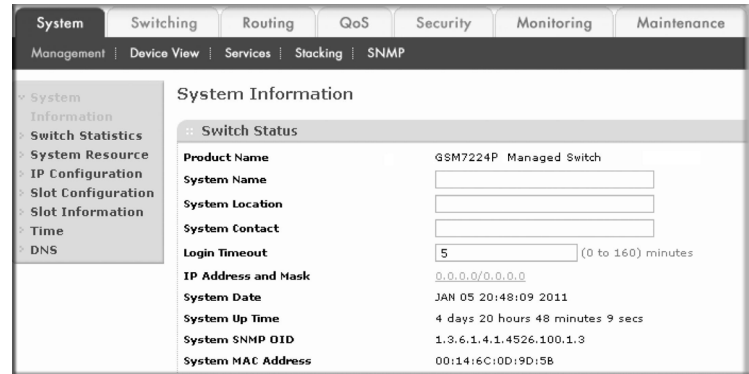 System Switching Routing QoS Security Monitoring Maintenance
Management Device View Services Stacking SNMP
System
Information
Switch Statistics
System Resource
IP Configuration
Slot Configuration
Slot Information
Time
DNS
System Information
Switch Status
Product Name GSM7224P Managed Switch
System Name
System Location
System Contact
Login Timeout 5 (0 to 160) minutes
IP Address and Mask 0.0.0.0/0.0.0.0
System Date JAN 05 20:48:09 2011
System Up Time 4 days 20 hours 48 minutes 9 secs
System SNMP OID 1.3.6.1.4.1.4526.100.1.3
System MAC Address 00:14:6C:0D:9D:5B